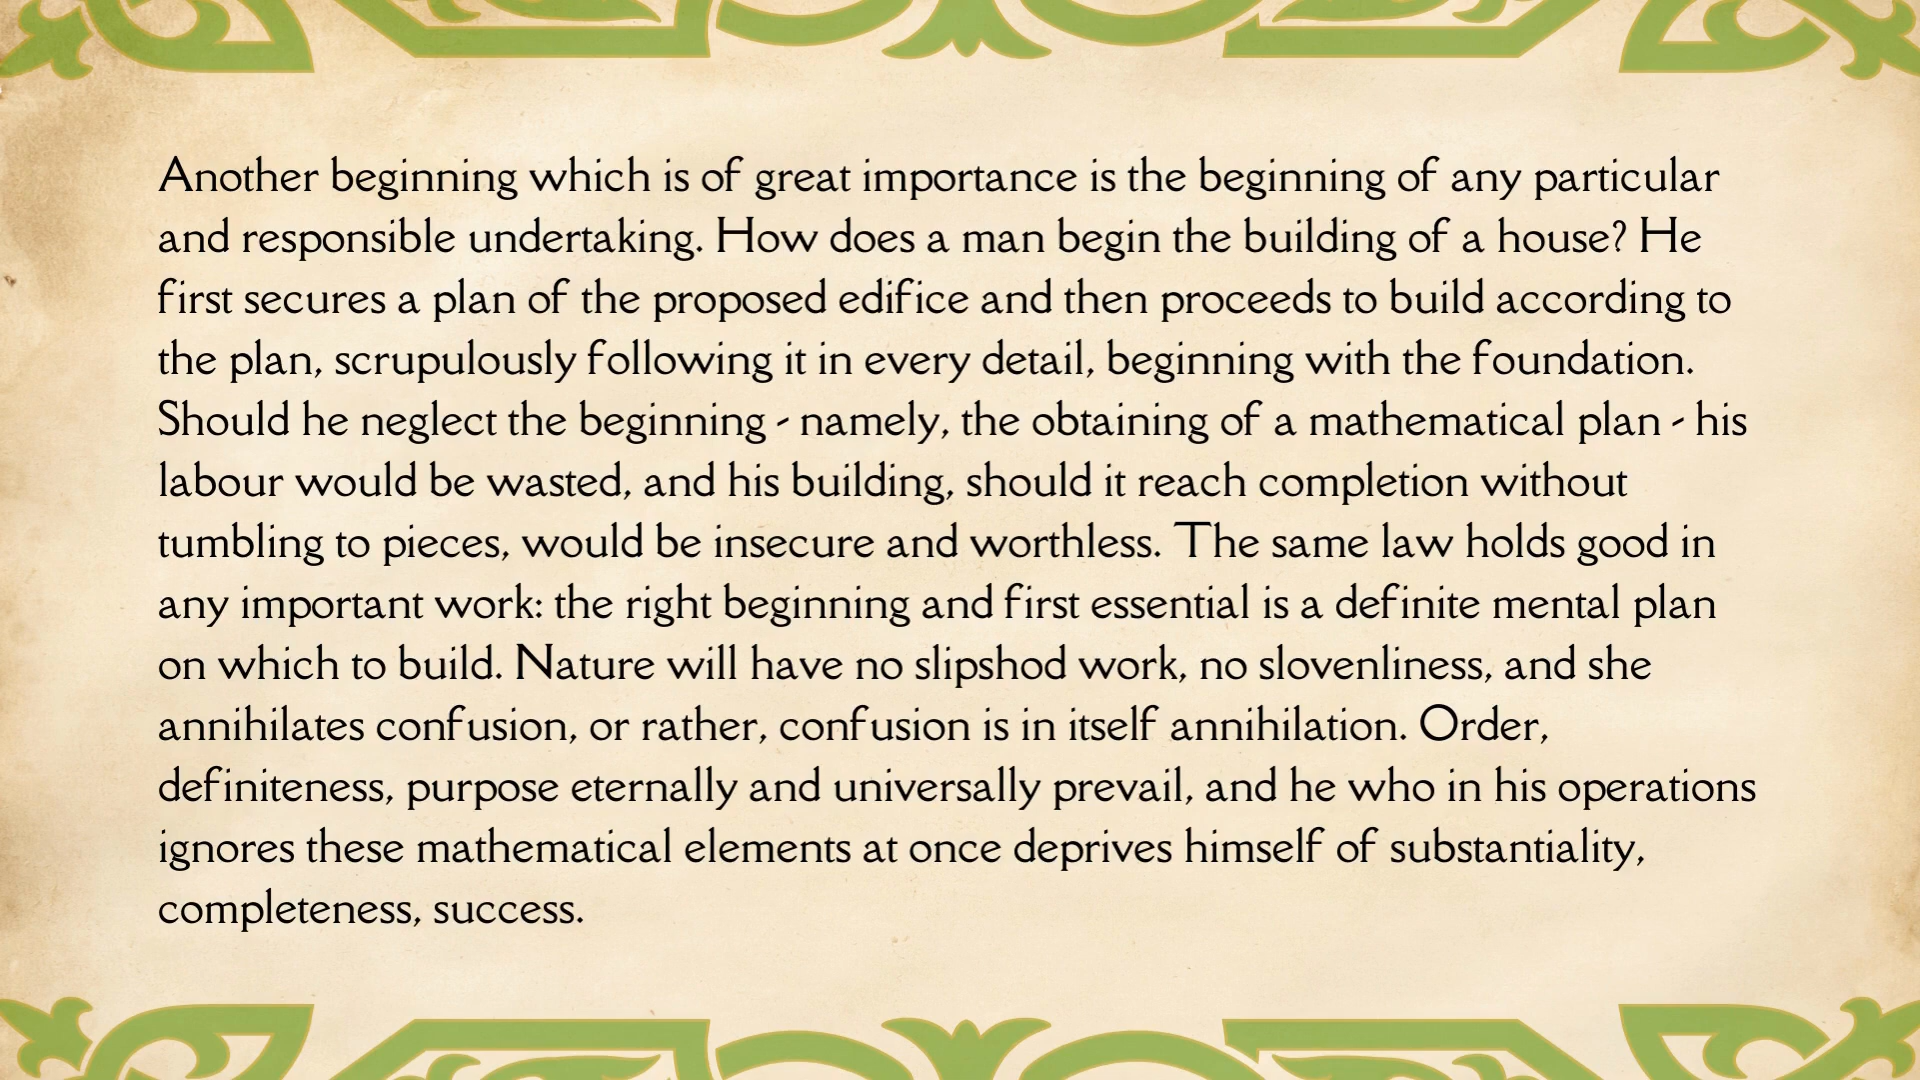 Another beginning which is of great importance is the beginning of any particular
and responsible undertaking. How does a man begin the building of a house? He
first secures a plan of the proposed edifice and then proceeds to build according to
the plan, scrupulously following it in every detail, beginning with the foundation.
Should he neglect the beginning - namely, the obtaining of a mathematical plan - his
labour would be wasted, and his building, should it reach completion without
tumbling to pieces, would be insecure and worthless. The same law holds good in
any important work: the right beginning and first essential is a definite mental plan
on which to build. Nature will have no slipshod work, no slovenliness, and she
annihilates confusion, or rather, confusion is in itself annihilation. Order,
definiteness, purpose eternally and universally prevail, and he who in his operations
ignores these mathematical elements at once deprives himself of substantiality,
completeness, success.